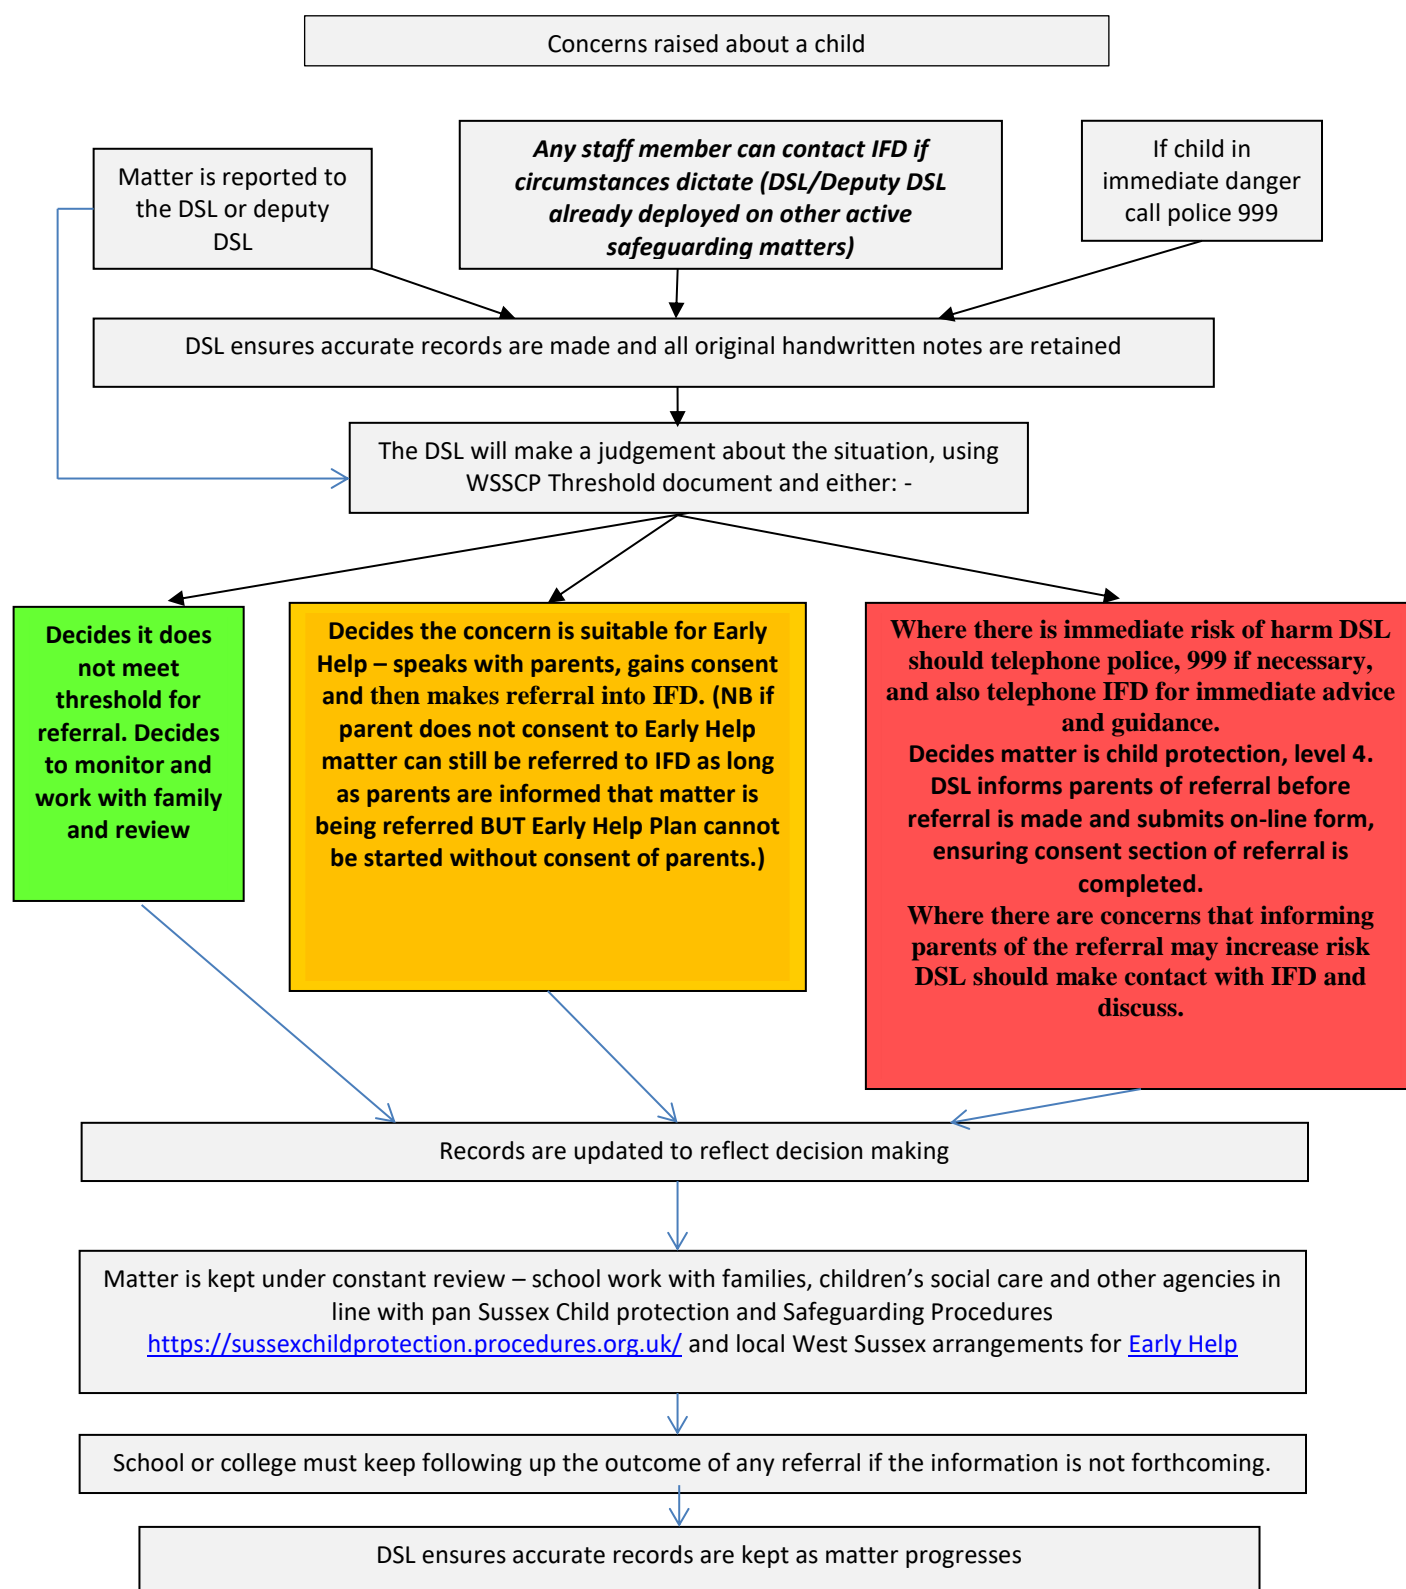 Concerns raised about a child
Matter is reported to
the DSL or deputy
DSL
Any staff member can contact IFD if
circumstances dictate (DSL/Deputy DSL
already deployed on other active
safeguarding matters)
If child in
immediate danger
call police 999
DSL ensures accurate records are made and all original handwritten notes are retained
The DSL will make a judgement about the situation, using
WSSCP Threshold document and either: -
Decides it does
not meet
threshold for
referral. Decides
to monitor and
work with family
and review
Decides the concern is suitable for Early
Help – speaks with parents, gains consent
and then makes referral into IFD. (NB if
parent does not consent to Early Help
matter can still be referred to IFD as long
as parents are informed that matter is
being referred BUT Early Help Plan cannot
be started without consent of parents.)
Where there is immediate risk of harm DSL
should telephone police, 999 if necessary,
and also telephone IFD for immediate advice
and guidance.
Decides matter is child protection, level 4.
DSL informs parents of referral before
referral is made and submits on-line form,
ensuring consent section of referral is
completed.
Where there are concerns that informing
parents of the referral may increase risk
DSL should make contact with IFD and
discuss.
Records are updated to reflect decision making
Matter is kept under constant review – school work with families, children’s social care and other agencies in
line with pan Sussex Child protection and Safeguarding Procedures
https://sussexchildprotection.procedures.org.uk/ and local West Sussex arrangements for Early Help
School or college must keep following up the outcome of any referral if the information is not forthcoming.
DSL ensures accurate records are kept as matter progresses